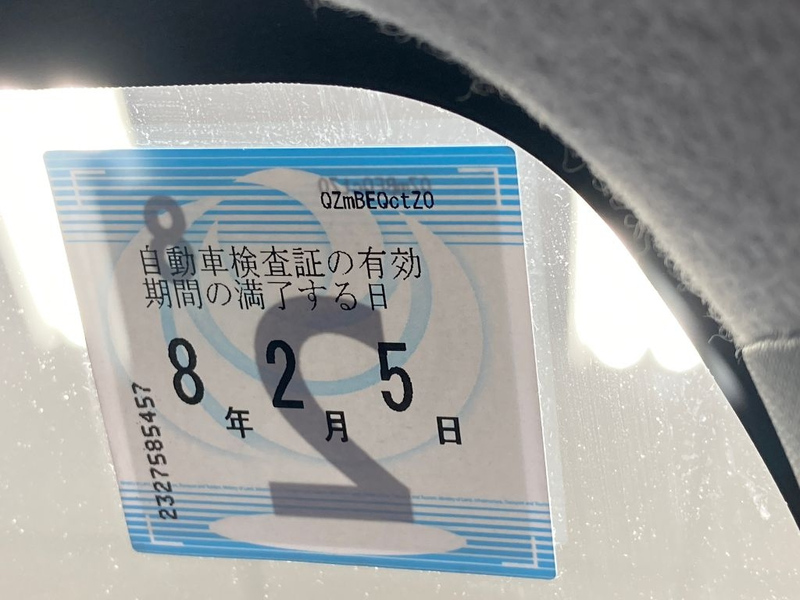 QZmBEQctZ0
自動車検査証の有効
期間の満了する日
8年2月5日
2327585457